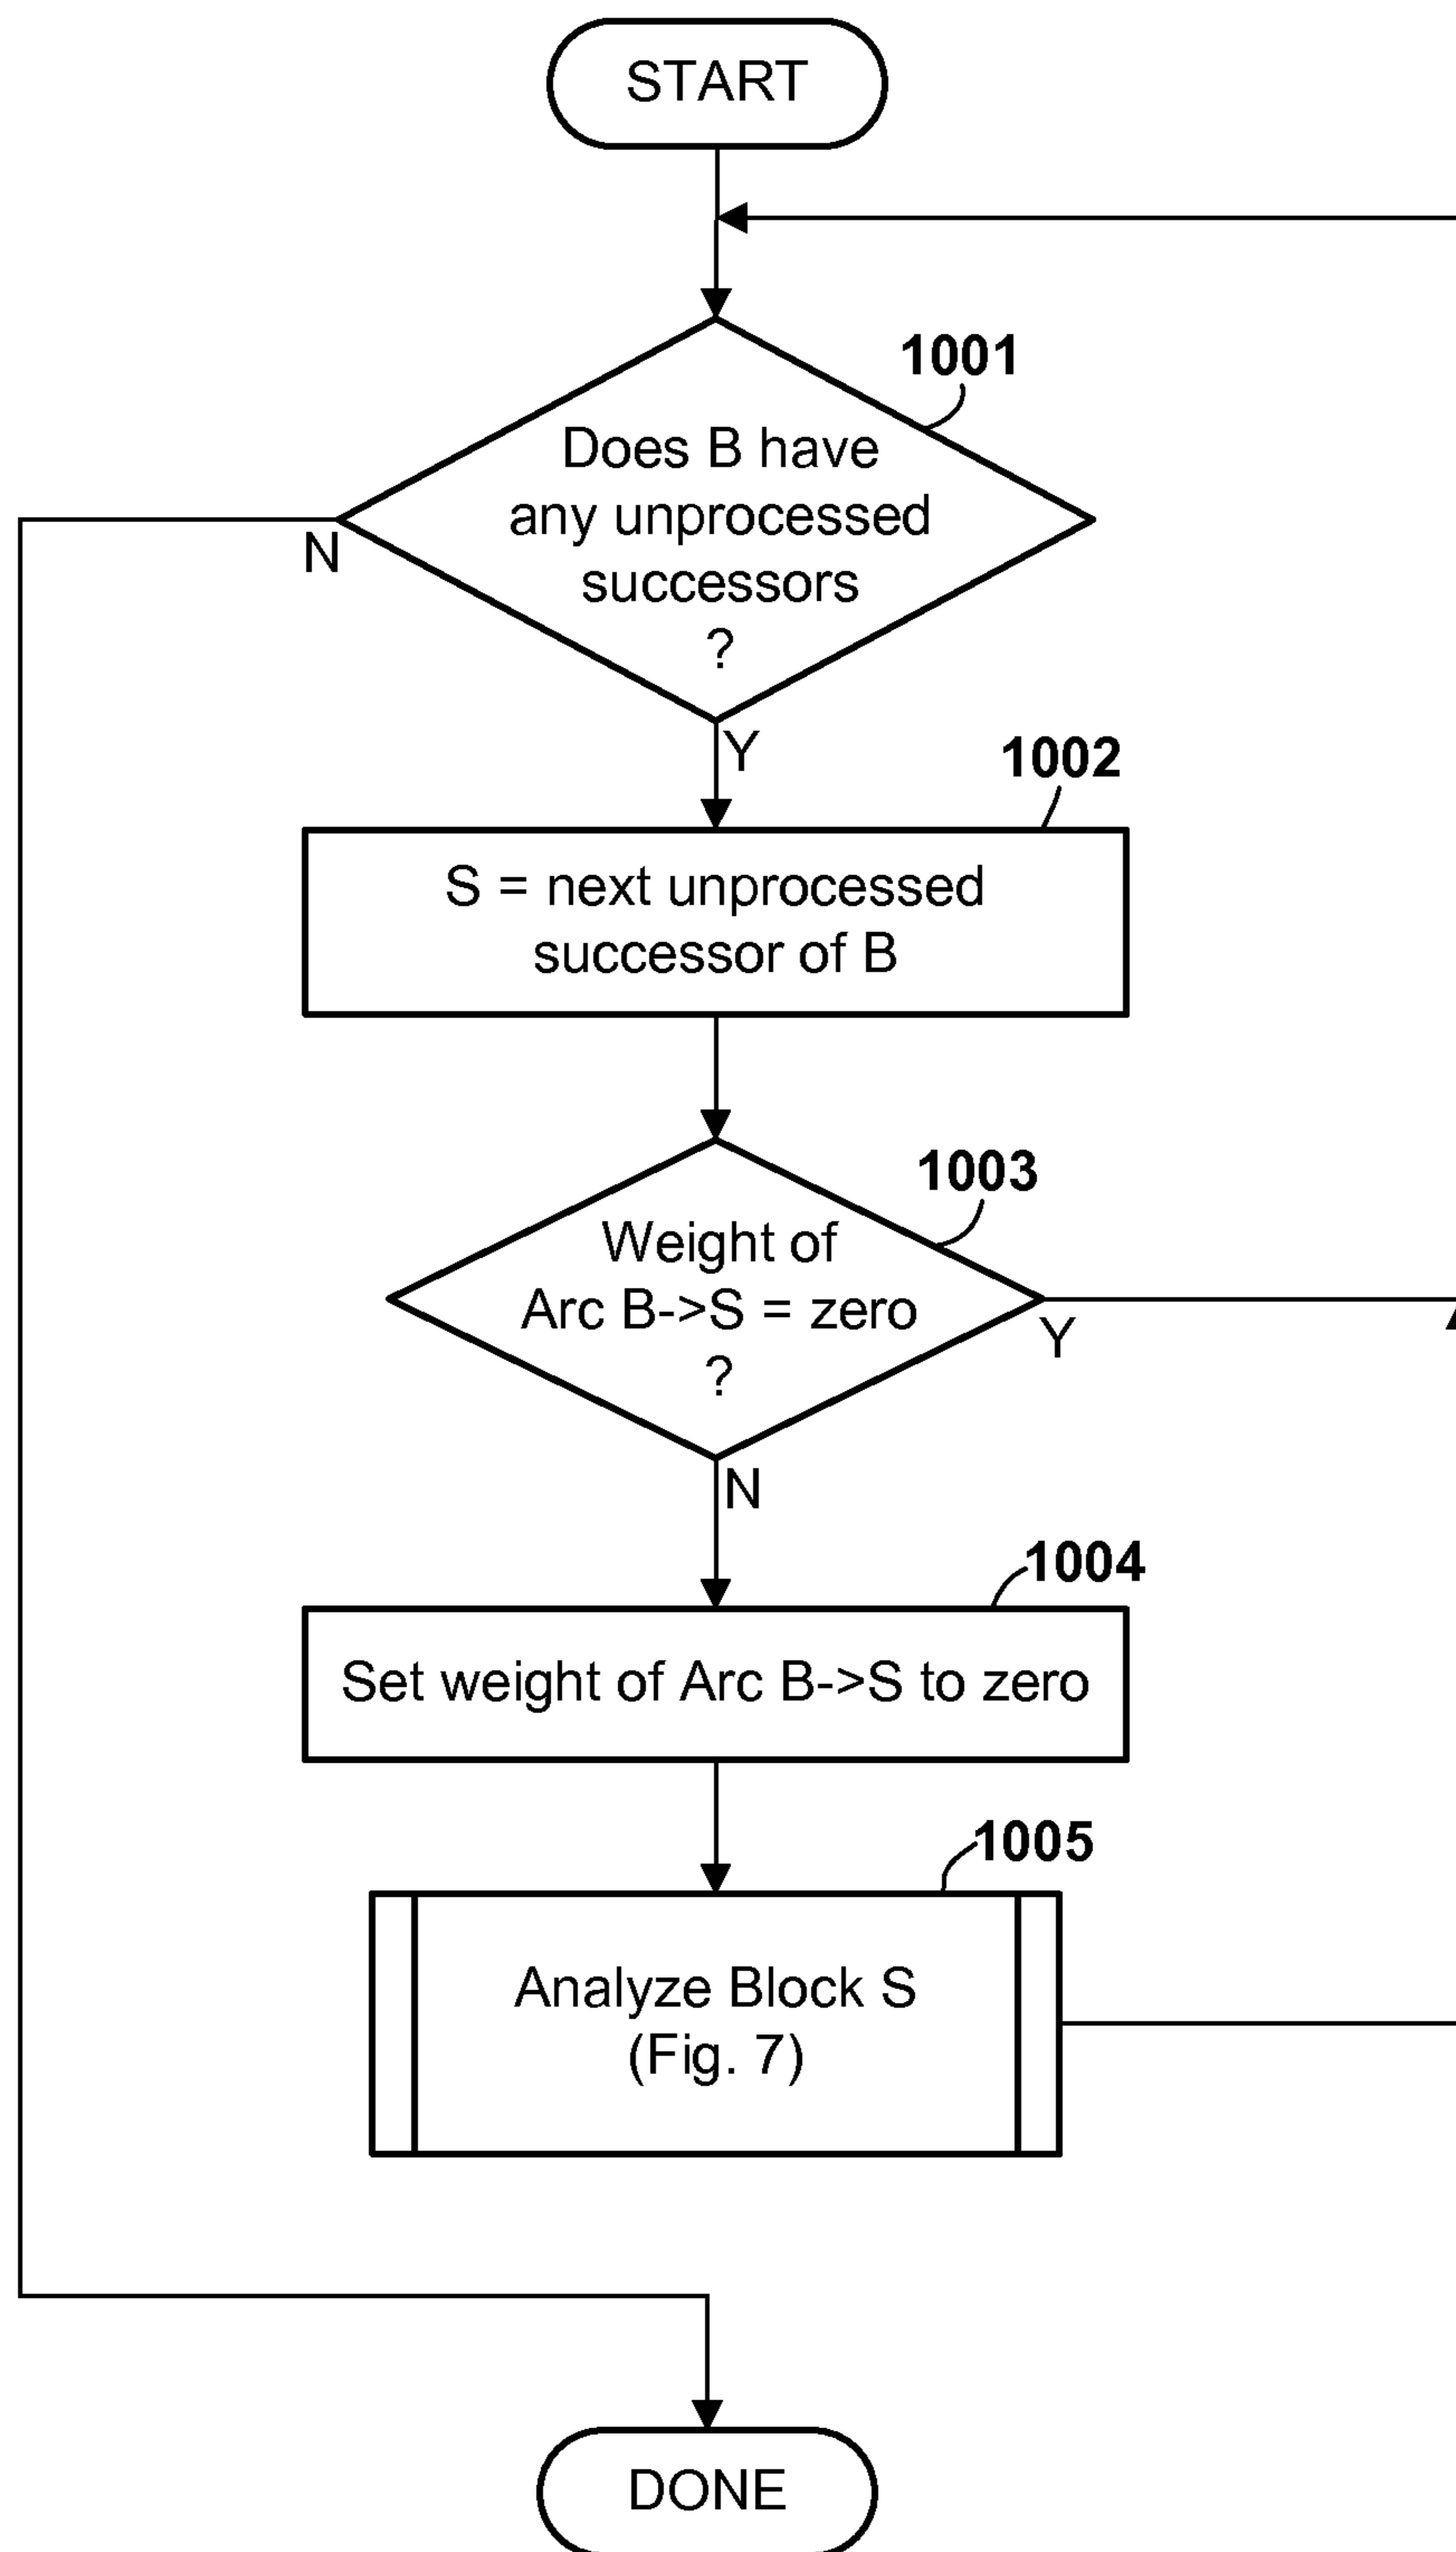 START
1001
Does B have
any unprocessed
successors
?
N
Y
1002
S = next unprocessed
successor of B
1003
Weight of
Arc B->S = zero
?
Y
N
1004
Set weight of Arc B->S to zero
1005
Analyze Block S
(Fig. 7)
DONE